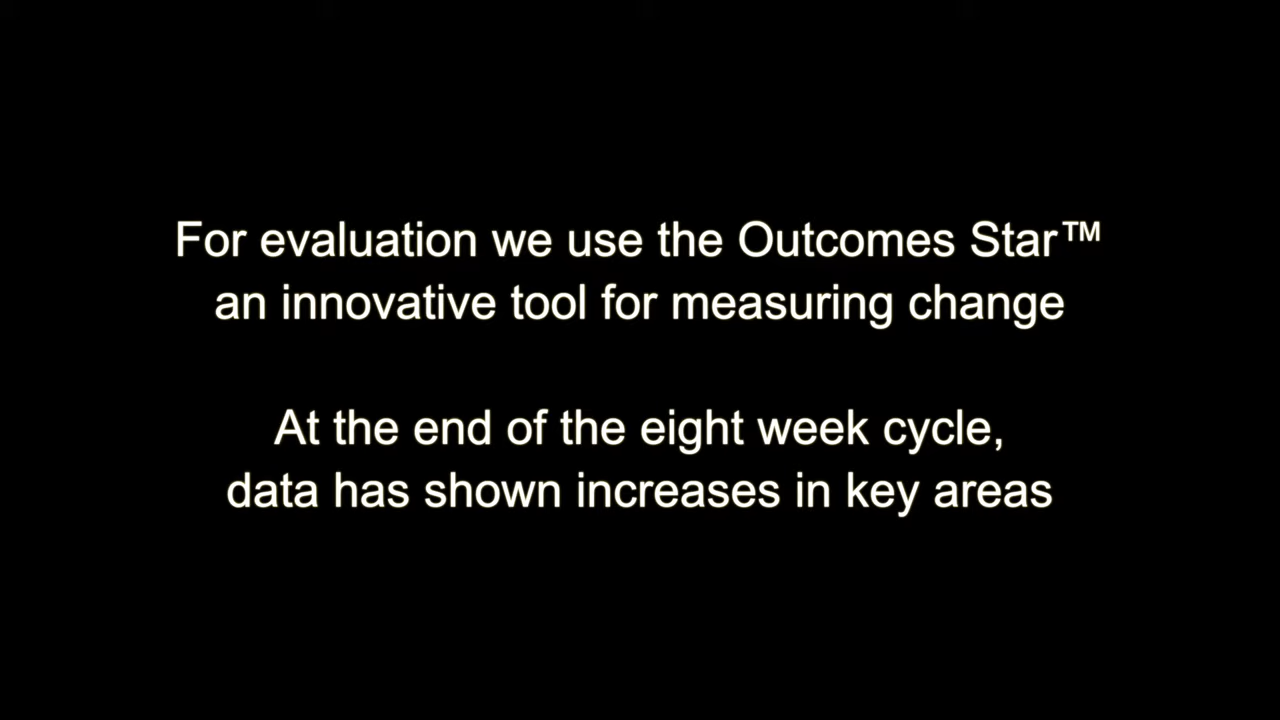 For evaluation we use the Outcomes Star™
an innovative tool for measuring change
At the end of the eight week cycle,
data has shown increases in key areas